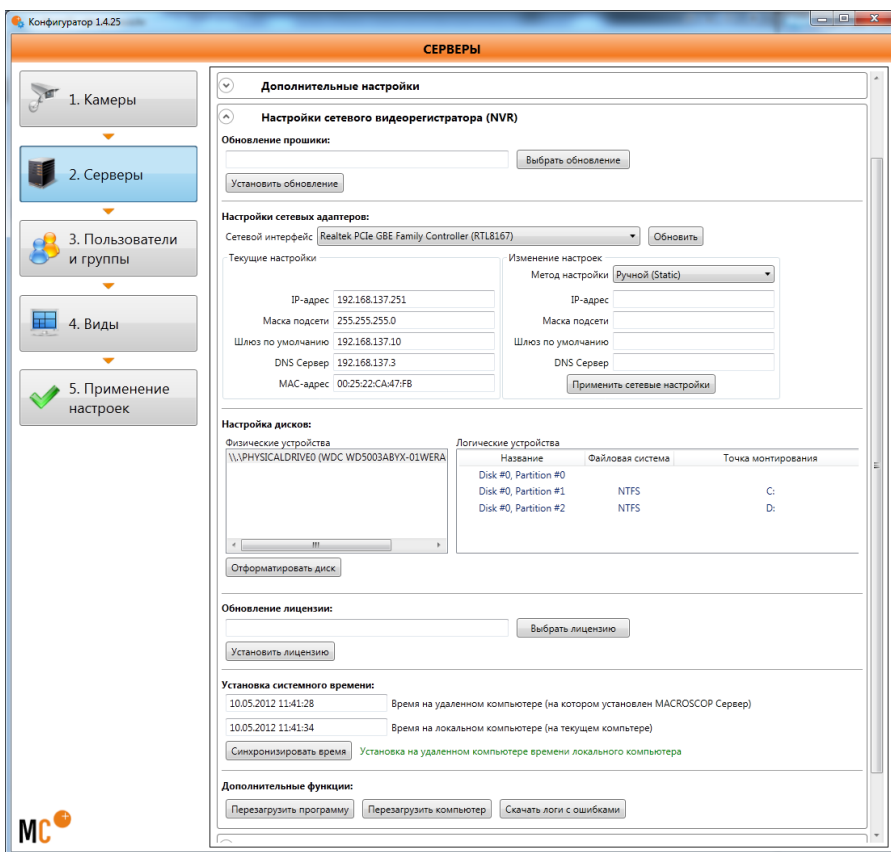 Конфигуратор 1.4.25
СЕРВЕРЫ
1. Камеры
2. Серверы
3. Пользователи
и группы
4. Виды
5. Применение
настроек
MC
Дополнительные настройки
Настройки сетевого видеорегистратора (NVR)
Обновление прошики:
Выбрать обновление
Установить обновление
Настройки сетевых адаптеров:
Сетевой интерфейс Realtek PCIe GBE Family Controller (RTL8167) Обновить
Текущие настройки
IP-адрес 192.168.137.251
Маска подсети 255.255.255.0
Шлюз по умолчанию 192.168.137.10
DNS Сервер 192.168.137.3
MAC-адрес 00:25:22:CA:47:FB
Изменение настроек
Метод настройки Ручной (Static)
IP-адрес
Маска подсети
Шлюз по умолчанию
DNS Сервер
Применить сетевые настройки
Настройка дисков:
Физические устройства
\\.\PHYSICALDRIVE0 (WDC WD5003ABYX-01WERA
Отформатировать диск
Логические устройства
Название Файловая система Точка монтирования
Disk #0, Partition #0
Disk #0, Partition #1 NTFS C:
Disk #0, Partition #2 NTFS D:
Обновление лицензии:
Выбрать лицензию
Установить лицензию
Установка системного времени:
10.05.2012 11:41:28 Время на удаленном компьютере (на котором установлен MACROSCOP Сервер)
10.05.2012 11:41:34 Время на локальном компьютере (на текущем компьтере)
Синхронизировать время Установка на удаленном компьютере времени локального компьютера
Дополнительные функции:
Перезагрузить программу Перезагрузить компьютер Скачать логи с ошибками